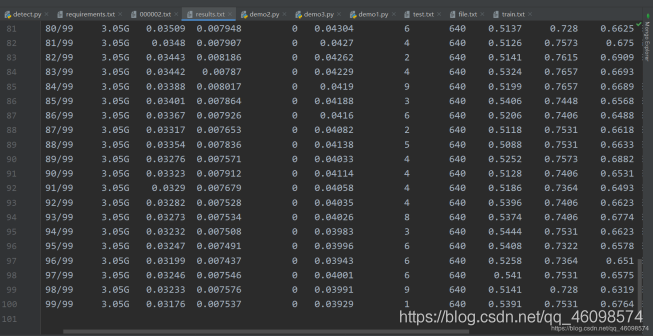 detect.py requirements.txt 000002.txt results.txt demo2.py demo3.py demo1.py test.txt file.txt train.txt
81 80/99 3.05G 0.03509 0.007948 0 0.04304 6 640 0.5137 0.728 0.6625
82 81/99 3.05G 0.0348 0.007907 0 0.0427 4 640 0.5126 0.7573 0.675
83 82/99 3.05G 0.03443 0.008186 0 0.04262 2 640 0.5141 0.7615 0.6909
84 83/99 3.05G 0.03442 0.00787 0 0.04229 4 640 0.5324 0.7657 0.6693
85 84/99 3.05G 0.03388 0.008017 0 0.0419 9 640 0.5199 0.7657 0.6889
86 85/99 3.05G 0.03401 0.007864 0 0.04188 3 640 0.5406 0.7448 0.6568
87 86/99 3.05G 0.03367 0.007926 0 0.0416 6 640 0.5206 0.7406 0.6488
88 87/99 3.05G 0.03317 0.007653 0 0.04082 2 640 0.5118 0.7531 0.6618
89 88/99 3.05G 0.03354 0.007836 0 0.04138 5 640 0.5088 0.7531 0.6633
90 89/99 3.05G 0.03276 0.007571 0 0.04033 4 640 0.5252 0.7573 0.6882
91 90/99 3.05G 0.03323 0.007912 0 0.04114 4 640 0.5128 0.7406 0.6531
92 91/99 3.05G 0.0329 0.007679 0 0.04058 4 640 0.5186 0.7364 0.6493
93 92/99 3.05G 0.03282 0.007528 0 0.04035 4 640 0.5396 0.7406 0.6623
94 93/99 3.05G 0.03273 0.007534 0 0.04026 8 640 0.5374 0.7406 0.6774
95 94/99 3.05G 0.03232 0.007508 0 0.03983 3 640 0.5444 0.7531 0.6623
96 95/99 3.05G 0.03247 0.007491 0 0.03996 6 640 0.5408 0.7322 0.6578
97 96/99 3.05G 0.03199 0.007437 0 0.03943 6 640 0.5258 0.7364 0.651
98 97/99 3.05G 0.03246 0.007546 0 0.04001 6 640 0.541 0.7531 0.6575
99 98/99 3.05G 0.03233 0.007576 0 0.03991 9 640 0.5141 0.728 0.6319
100 99/99 3.05G 0.03176 0.007537 0 0.03929 1 640 0.5391 0.7531 0.6764
101
Mongo Explorer
https://blog.csdn.net/qq_46098574
https://blog.csdn.net/qq_46098574